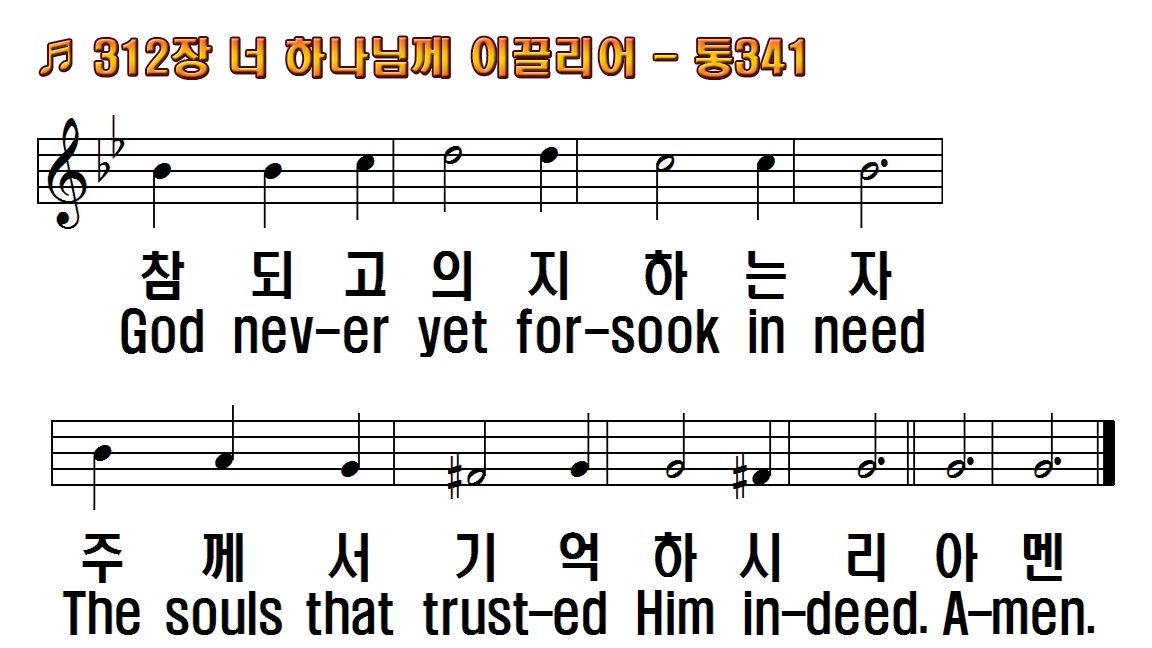 ♬ 312장 너 하나님께 이끌리어 - 통341
참 되 고 의 지 하 는 자
God nev-er yet for-sook in need
주 께 서 기 억 하 시 리 아 멘
The souls that trust-ed Him in-deed. A-men.